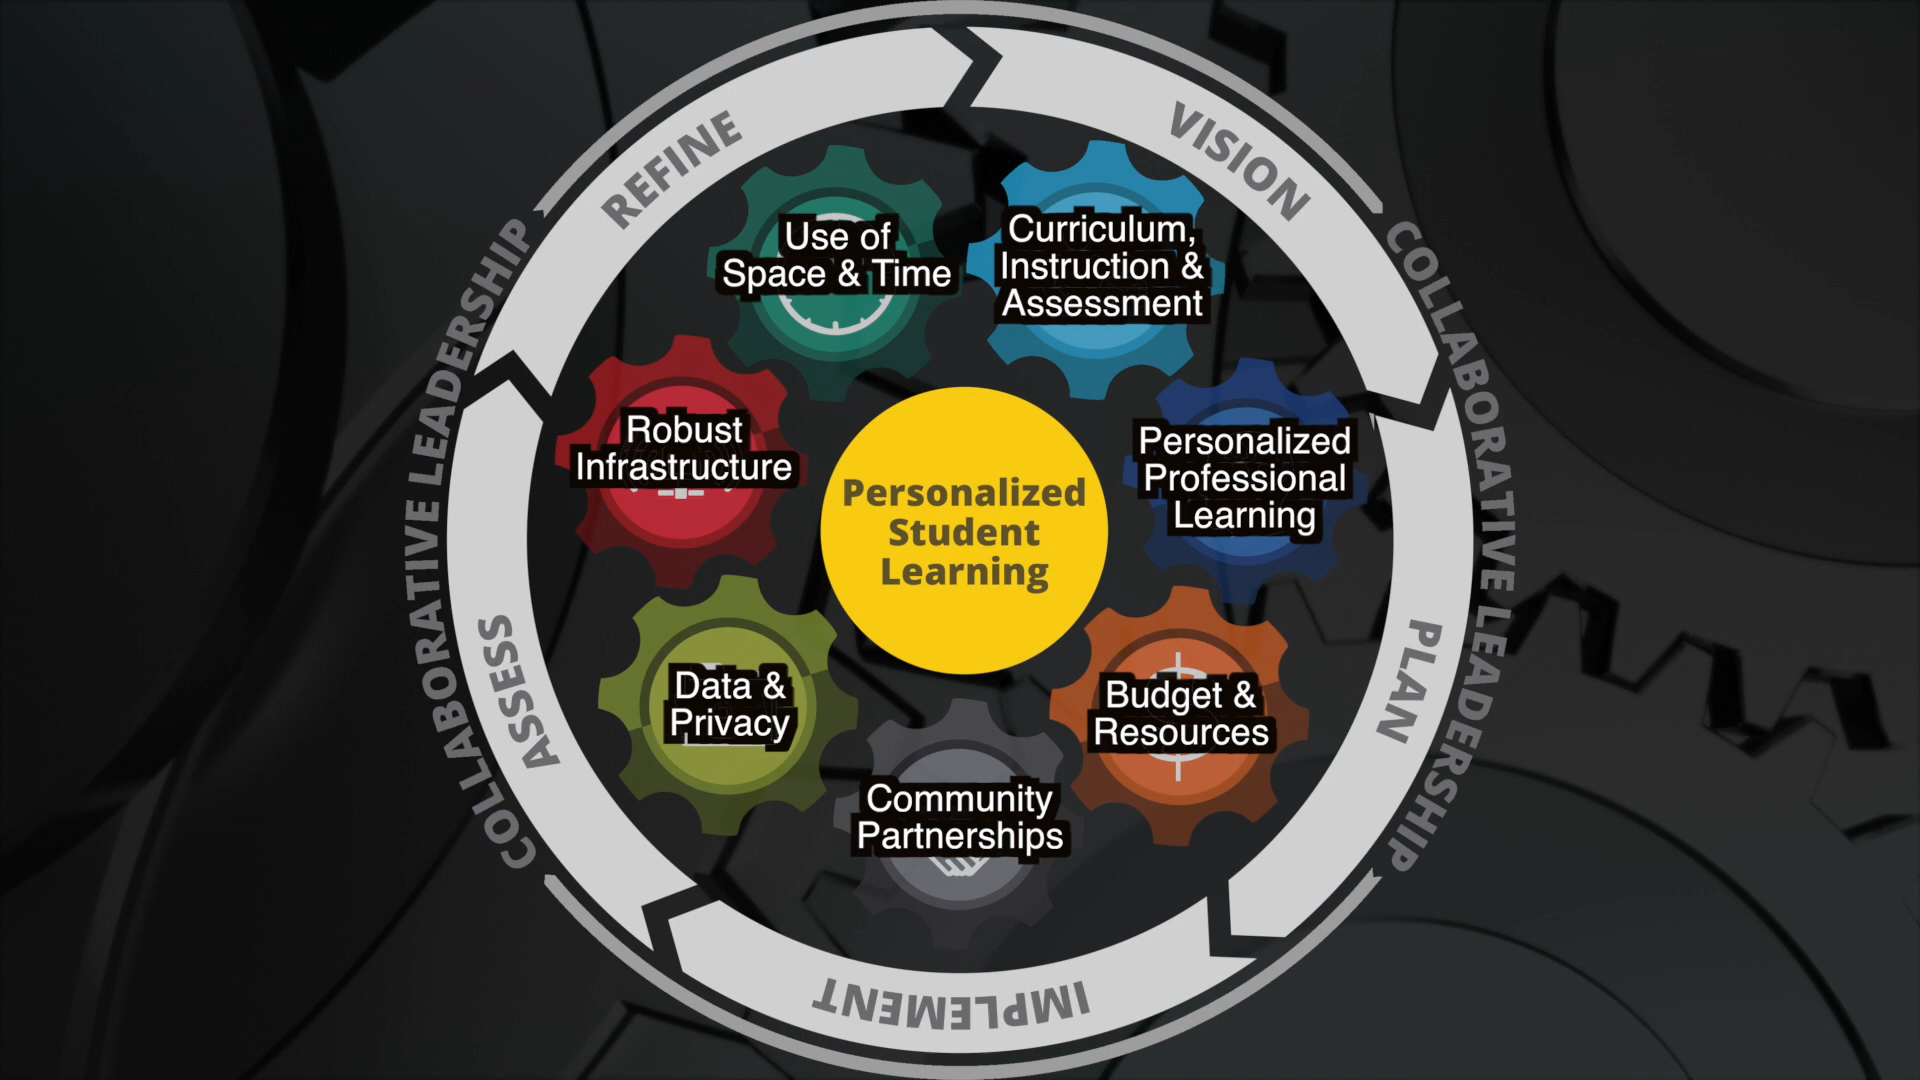 COLLABORATIVE LEADERSHIP
COLLABORATIVE LEADERSHIP
REFINE
VISION
PLAN
IMPLEMENT
ASSESS
Use of
Space & Time
Curriculum,
Instruction &
Assessment
Robust
Infrastructure
Personalized
Professional
Learning
Personalized
Student
Learning
Data &
Privacy
Budget &
Resources
Community
Partnerships